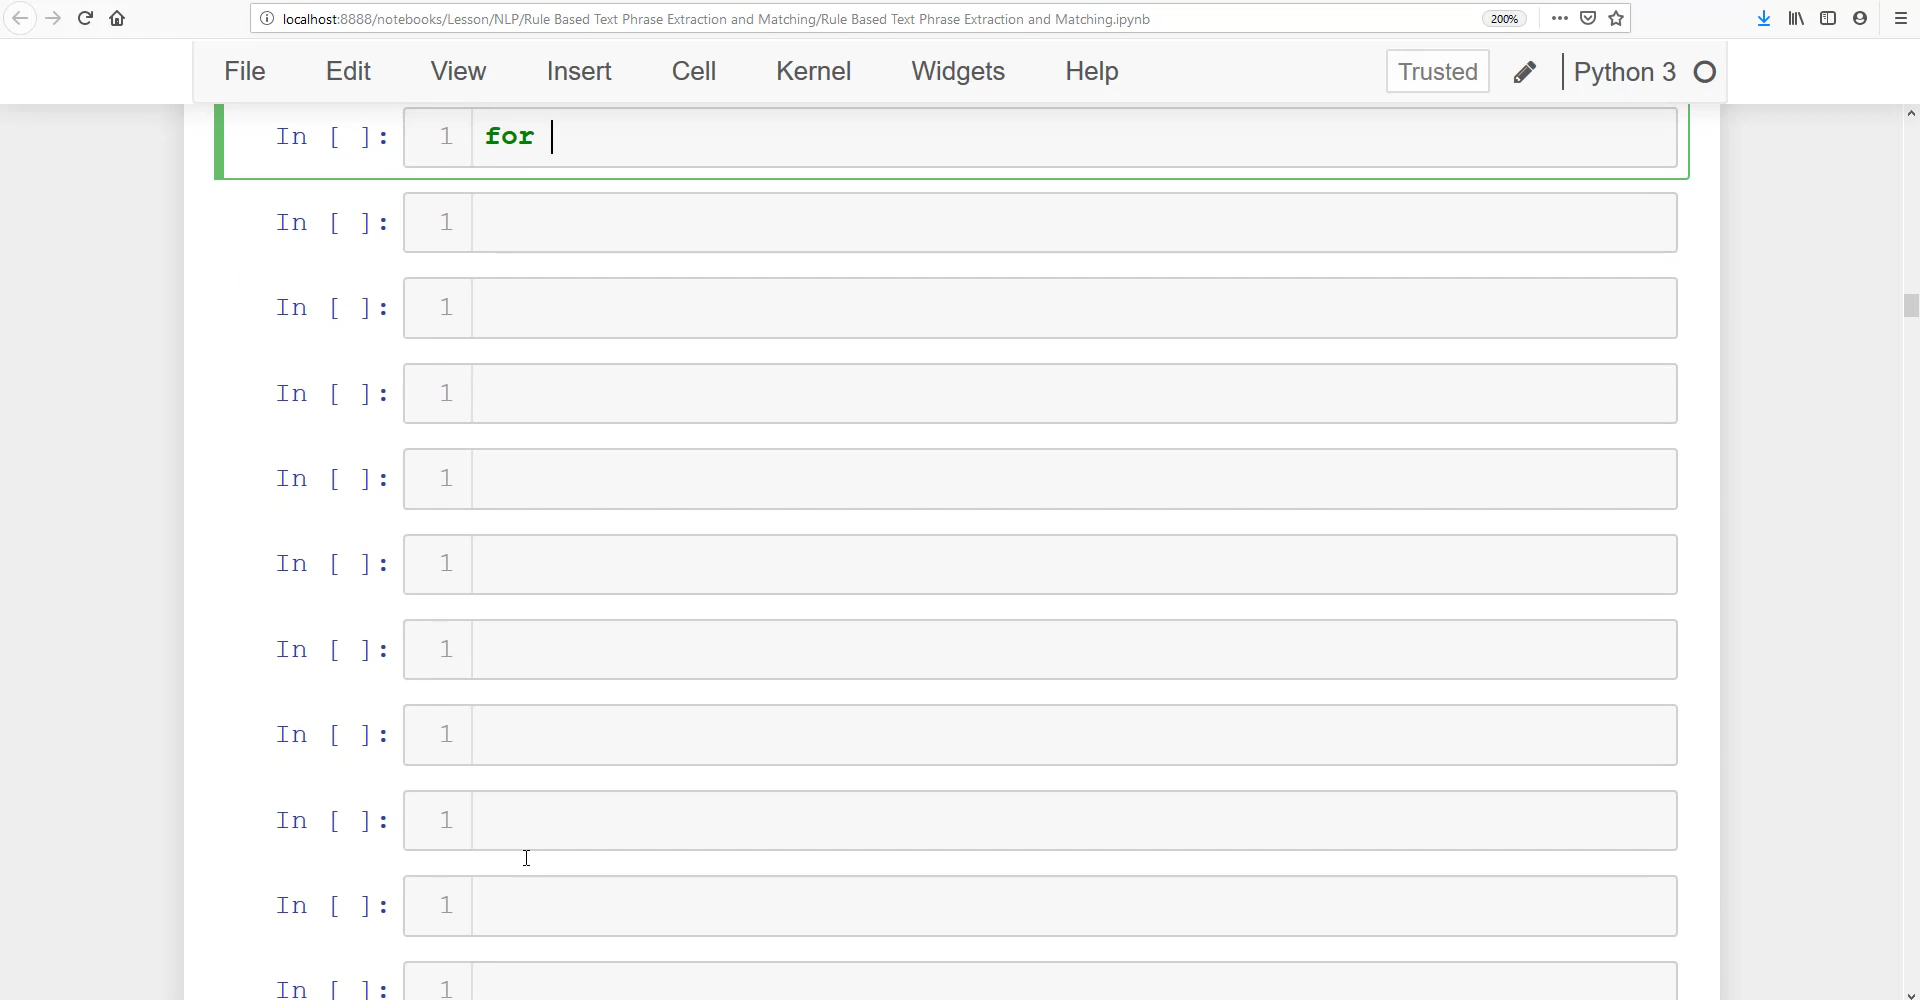 localhost:8888/notebooks/Lesson/NLP/Rule Based Text Phrase Extraction and Matching/Rule Based Text Phrase Extraction and Matching.ipynb 200%
File Edit View Insert Cell Kernel Widgets Help Trusted Python 3
In [ ]: 1 for
In [ ]: 1
In [ ]: 1
In [ ]: 1
In [ ]: 1
In [ ]: 1
In [ ]: 1
In [ ]: 1
In [ ]: 1
In [ ]: 1
In [ ]: 1